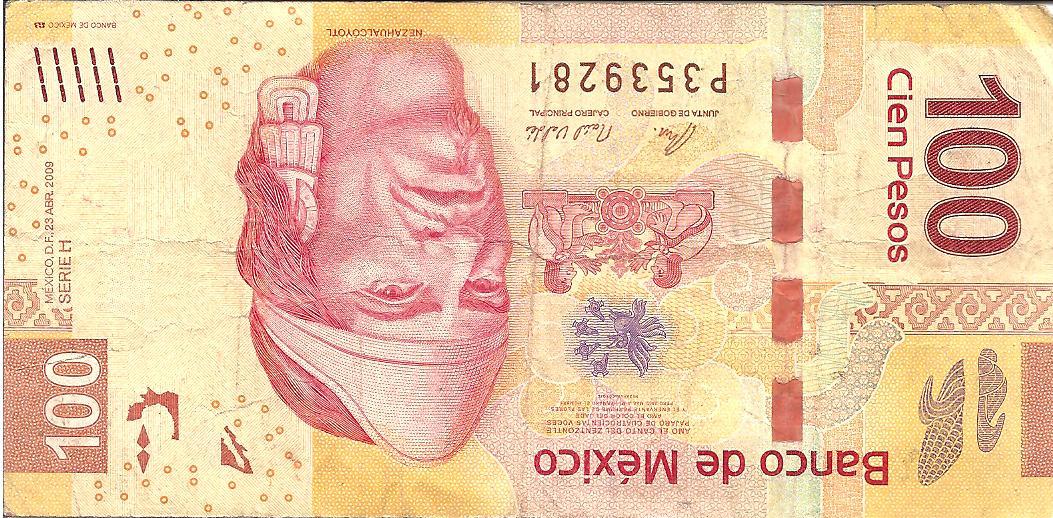 Banco de México
AMO EL CANTO DEL ZENTZONTLE
PÁJARO DE CUATROCIENTAS VOCES
AMO EL COLOR DEL JADE
Y EL ENERVANTE PERFUME DE LAS FLORES
PERO AMO MÁS A MI HERMANO EL HOMBRE
NEZAHUALCÓYOTL
100
100
Cien Pesos
SERIE H
MÉXICO, D.F., 23 ABR. 2009
JUNTA DE GOBIERNO
CAJERO PRINCIPAL
P3539281
NEZAHUALCOYOTL
BANCO DE MEXICO